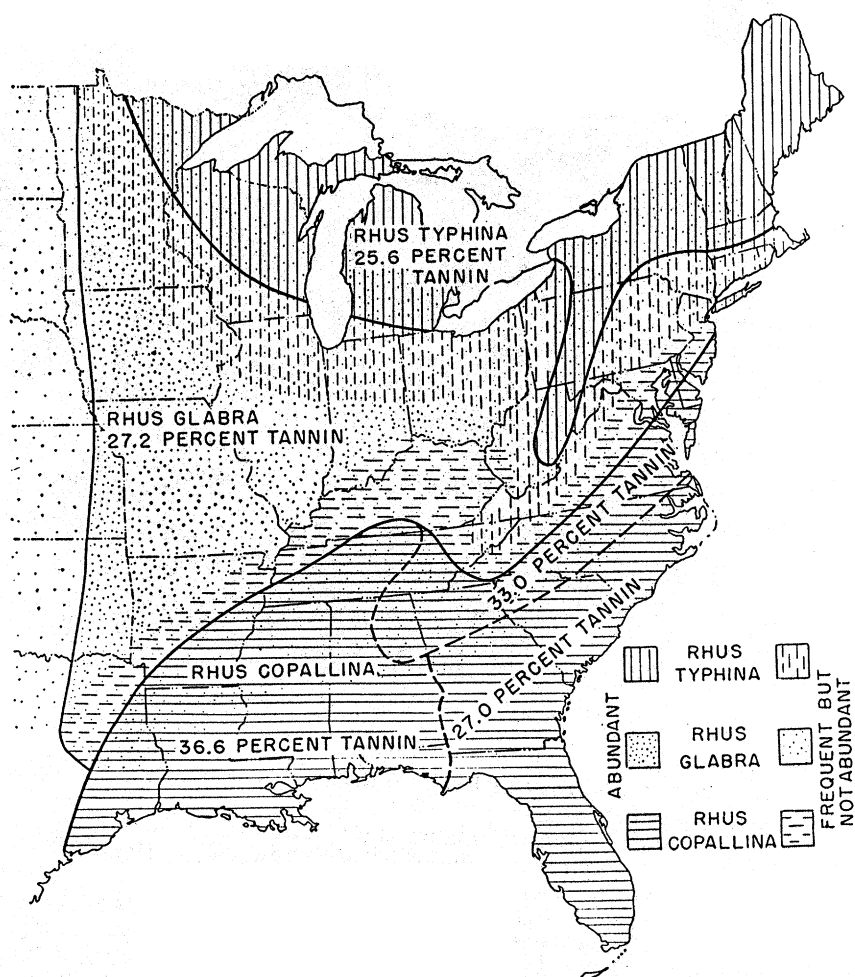 RHUS TYPHINA
25.6 PERCENT
TANNIN
RHUS GLABRA
27.2 PERCENT TANNIN
33.0 PERCENT TANNIN
RHUS COPALLINA
27.0 PERCENT TANNIN
36.6 PERCENT TANNIN
ABUNDANT
RHUS
TYPHINA
RHUS
GLABRA
RHUS
COPALLINA
FREQUENT BUT
NOT ABUNDANT